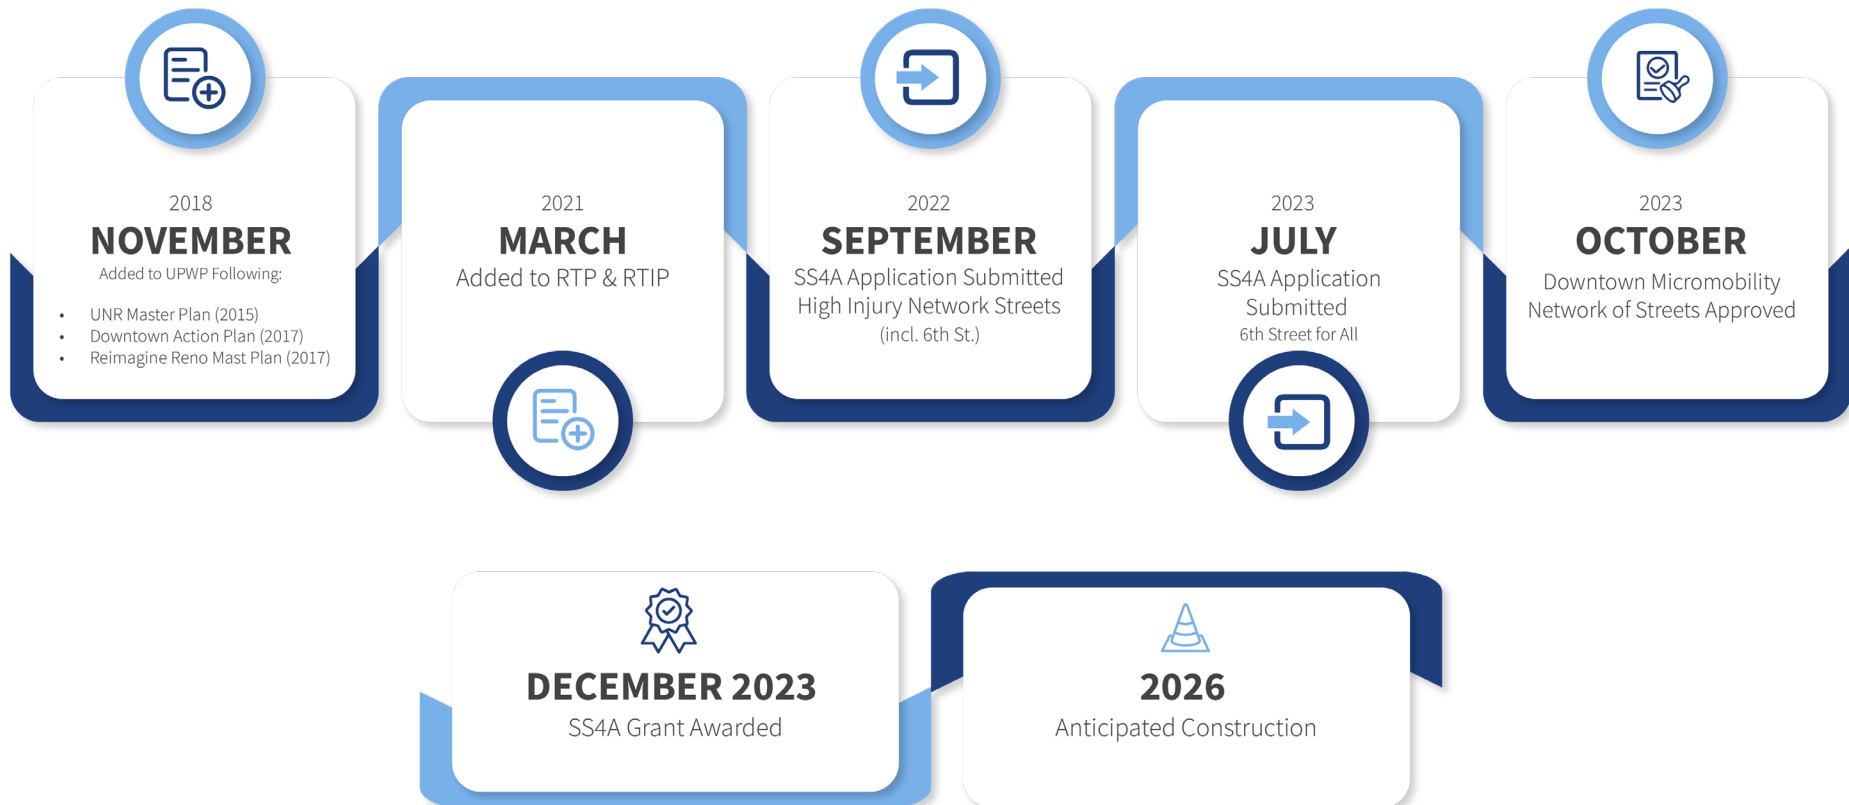 2018
NOVEMBER
Added to UPWP Following:
• UNR Master Plan (2015)
• Downtown Action Plan (2017)
• Reimagine Reno Mast Plan (2017)
2021
MARCH
Added to RTP & RTIP
2022
SEPTEMBER
SS4A Application Submitted
High Injury Network Streets
(incl. 6th St.)
2023
JULY
SS4A Application
Submitted
6th Street for All
2023
OCTOBER
Downtown Micromobility
Network of Streets Approved
DECEMBER 2023
SS4A Grant Awarded
2026
Anticipated Construction